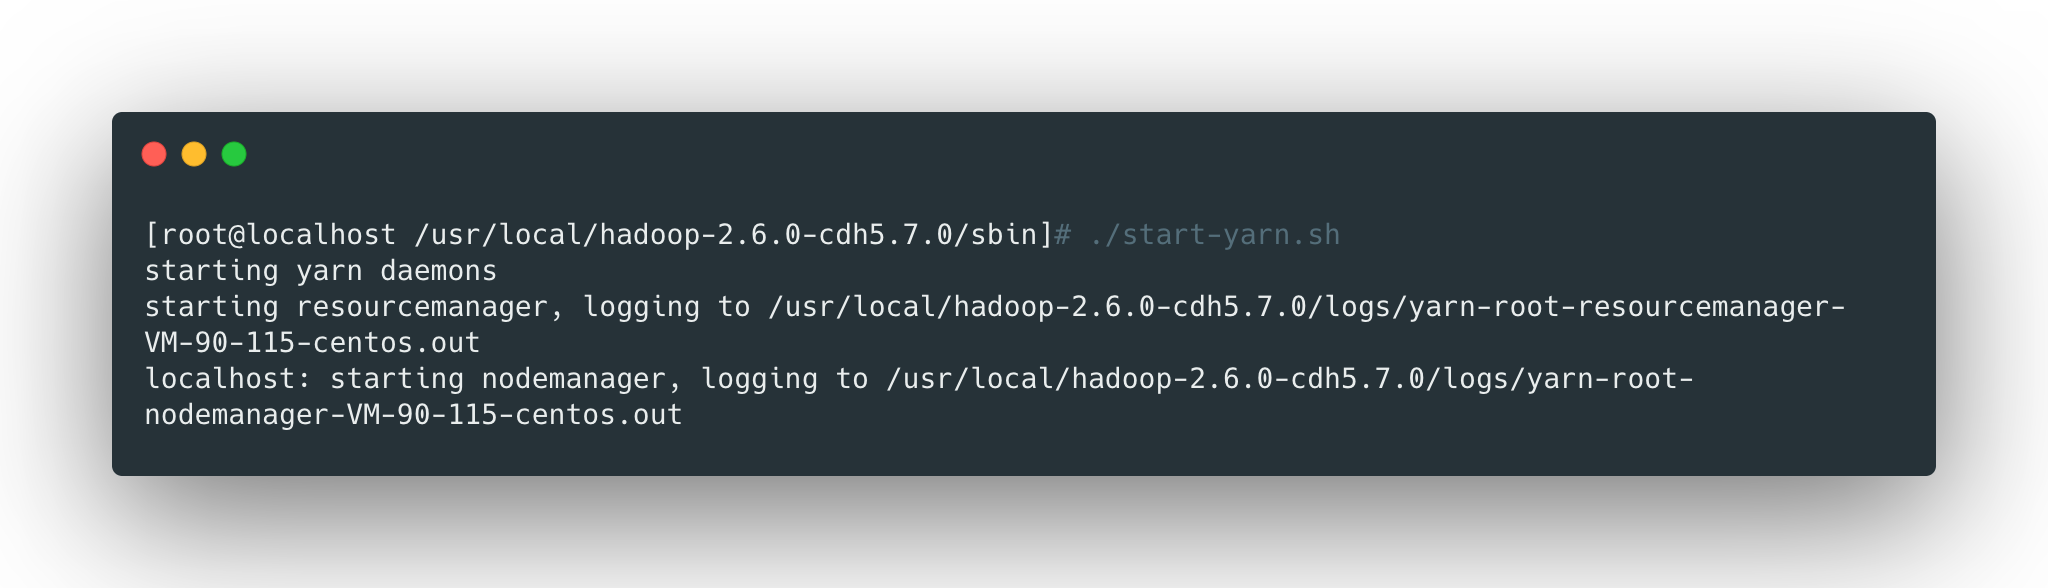 [root@localhost /usr/local/hadoop-2.6.0-cdh5.7.0/sbin]# ./start-yarn.sh
starting yarn daemons
starting resourcemanager, logging to /usr/local/hadoop-2.6.0-cdh5.7.0/logs/yarn-root-resourcemanager-
VM-90-115-centos.out
localhost: starting nodemanager, logging to /usr/local/hadoop-2.6.0-cdh5.7.0/logs/yarn-root-
nodemanager-VM-90-115-centos.out